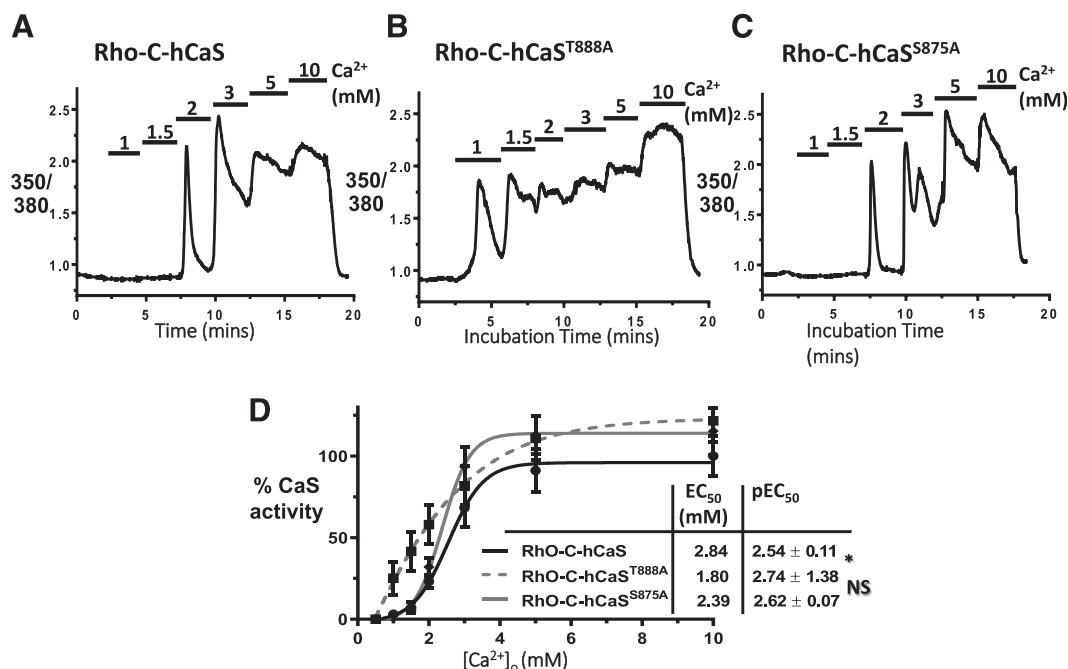 A
Rho-C-hCaS
1
1.5
2
3
5
10
Ca2+
(mM)
350/
380
2.5
2.0
1.5
1.0
0
5
10
15
20
Time (mins)
B
Rho-C-hCaST888A
1
1.5
2
3
5
10
Ca2+
(mM)
350/
380
2.5
2.0
1.5
1.0
0
5
10
15
20
Incubation Time (mins)
C
Rho-C-hCaSS875A
1
1.5
2
3
5
10
Ca2+
(mM)
350/
380
2.5
2.0
1.5
1.0
0
5
10
15
20
Incubation Time
(mins)
D
% CaS
activity
100
50
0
0
2
4
6
8
10
[Ca2+]o (mM)
EC50
(mM)
pEC50
RhO-C-hCaS 2.84 2.54 ± 0.11
*
RhO-C-hCaST888A 1.80 2.74 ± 1.38
NS
RhO-C-hCaSS875A 2.39 2.62 ± 0.07